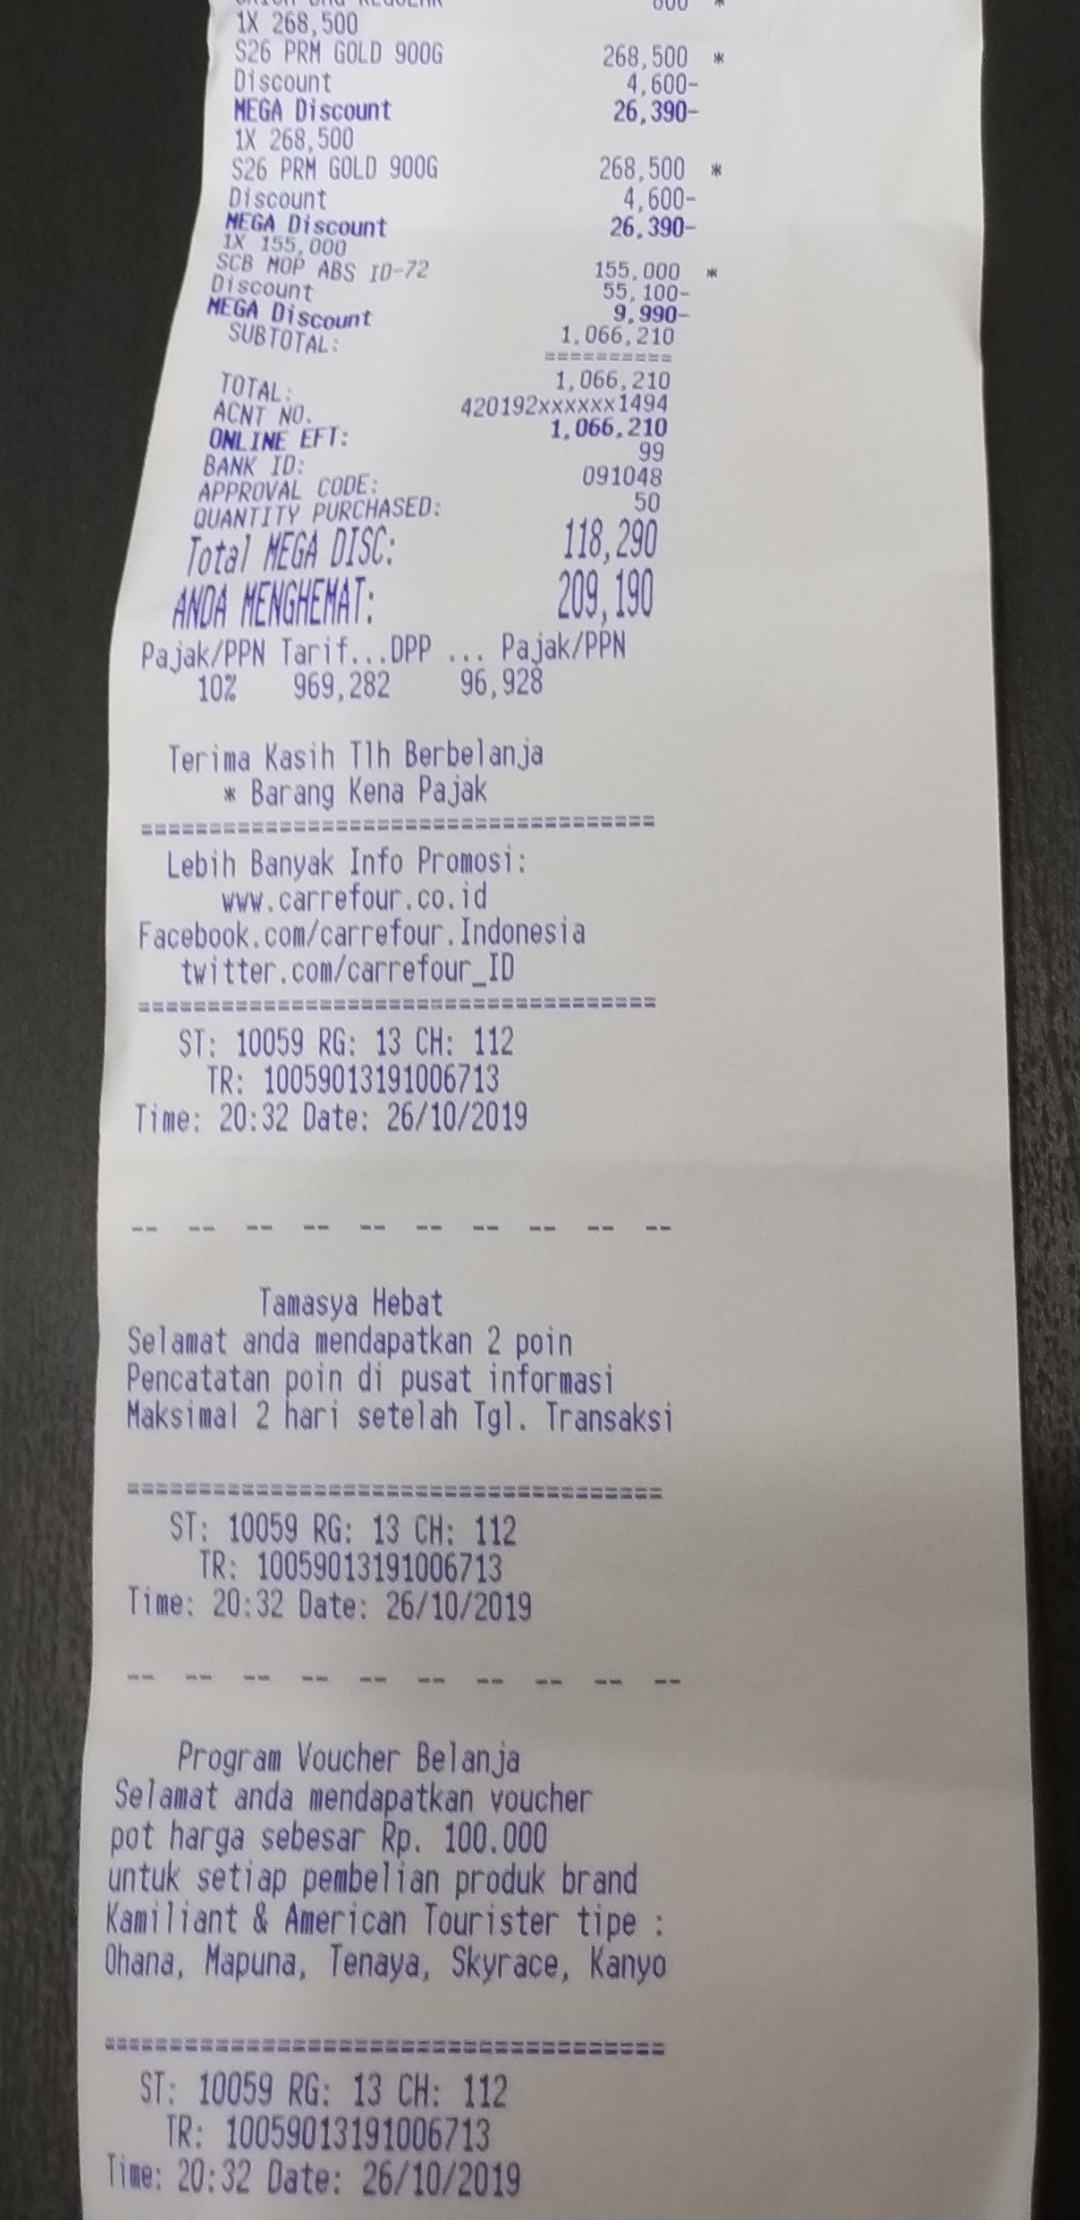 600 *
1X 268,500
S26 PRM GOLD 900G 268,500 *
Discount 4,600-
MEGA Discount 26,390-
1X 268,500
S26 PRM GOLD 900G 268,500 *
Discount 4,600-
MEGA Discount 26,390-
1X 155,000
SCB MOP ABS ID-72 155,000 *
Discount 55,100-
MEGA Discount 9,990-
SUBTOTAL: 1,066,210
==========
TOTAL: 1,066,210
ACNT NO. 420192xxxxxx1494
ONLINE EFT: 1,066,210
BANK ID: 99
APPROVAL CODE: 091048
QUANTITY PURCHASED: 50
Total MEGA DISC: 118,290
ANDA MENGHEMAT: 209,190
Pajak/PPN Tarif...DPP ... Pajak/PPN
10% 969,282 96,928
Terima Kasih Tlh Berbelanja
* Barang Kena Pajak
===================================
Lebih Banyak Info Promosi:
www.carrefour.co.id
Facebook.com/carrefour.Indonesia
twitter.com/carrefour_ID
===================================
ST: 10059 RG: 13 CH: 112
TR: 10059013191006713
Time: 20:32 Date: 26/10/2019
-- -- -- -- -- -- -- -- -- --
Tamasya Hebat
Selamat anda mendapatkan 2 poin
Pencatatan poin di pusat informasi
Maksimal 2 hari setelah Tgl. Transaksi
===================================
ST: 10059 RG: 13 CH: 112
TR: 10059013191006713
Time: 20:32 Date: 26/10/2019
-- -- -- -- -- -- -- -- -- --
Program Voucher Belanja
Selamat anda mendapatkan voucher
pot harga sebesar Rp. 100.000
untuk setiap pembelian produk brand
Kamiliant & American Tourister tipe :
Ohana, Mapuna, Tenaya, Skyrace, Kanyo
===================================
ST: 10059 RG: 13 CH: 112
TR: 10059013191006713
Time: 20:32 Date: 26/10/2019